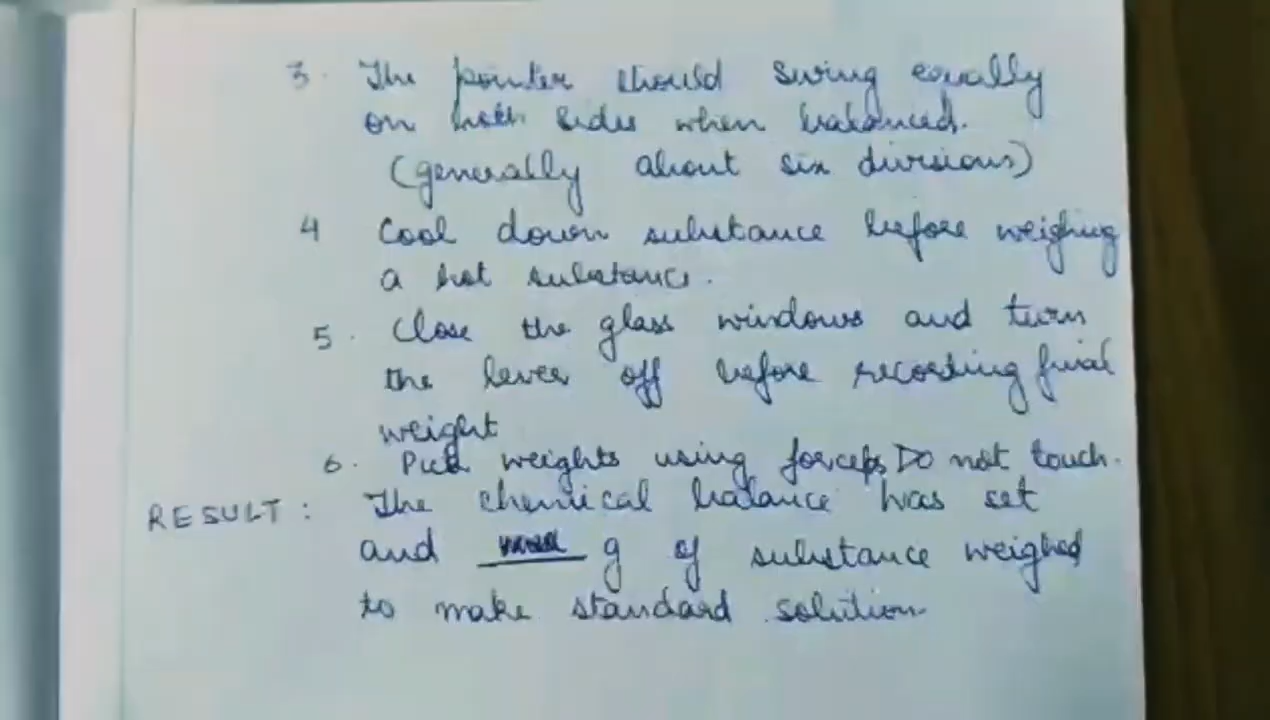 3. The pointer should swing equally
on both sides when balanced.
(generally about six divisions)
4 Cool down substance before weighing
a hot substance.
5. Close the glass windows and turn
the lever off before recording final
weight
6. Pick weights using forceps Do not touch.
RESULT: The chemical balance was set
and g of substance weighed
to make standard solution.